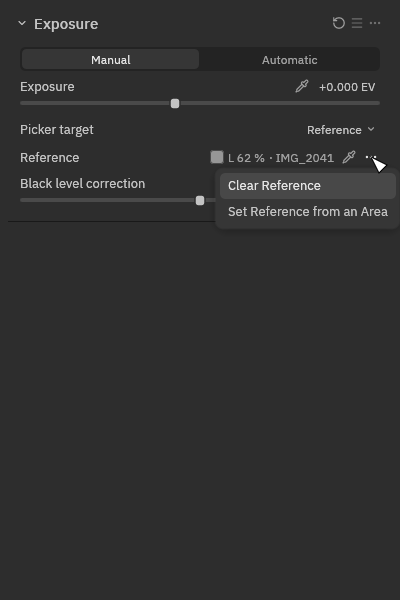 Exposure
Manual
Automatic
Exposure
+0.000 EV
Picker target
Reference
Reference
L 62 % · IMG_2041
Black level correction
Clear Reference
Set Reference from an Area